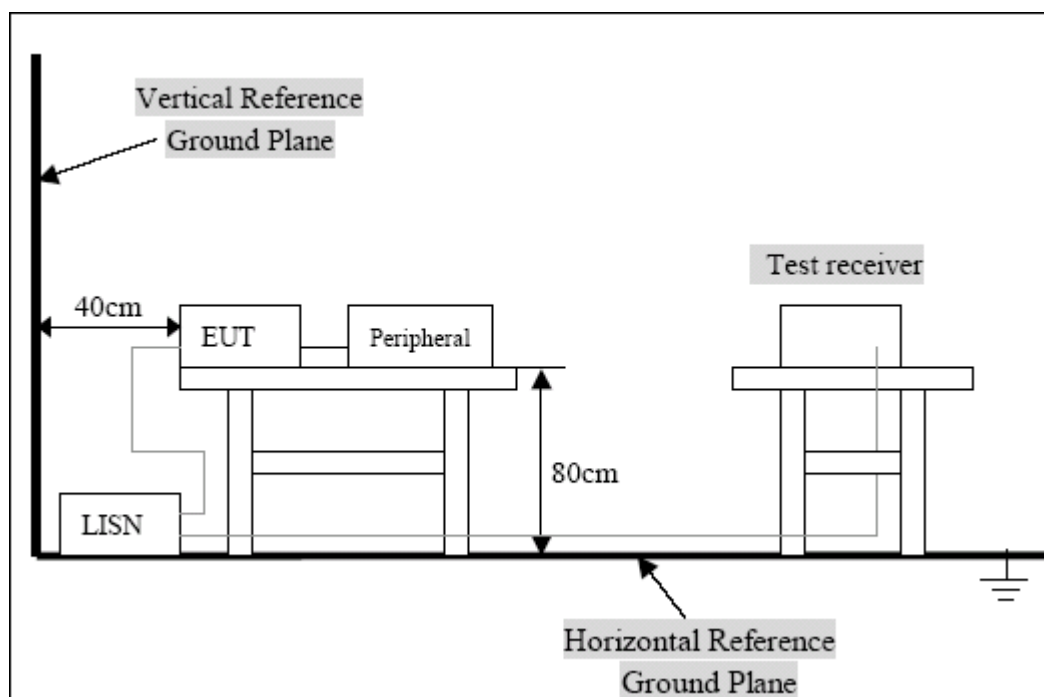 Vertical Reference
Ground Plane
Test receiver
40cm
EUT
Peripheral
80cm
LISN
Horizontal Reference
Ground Plane